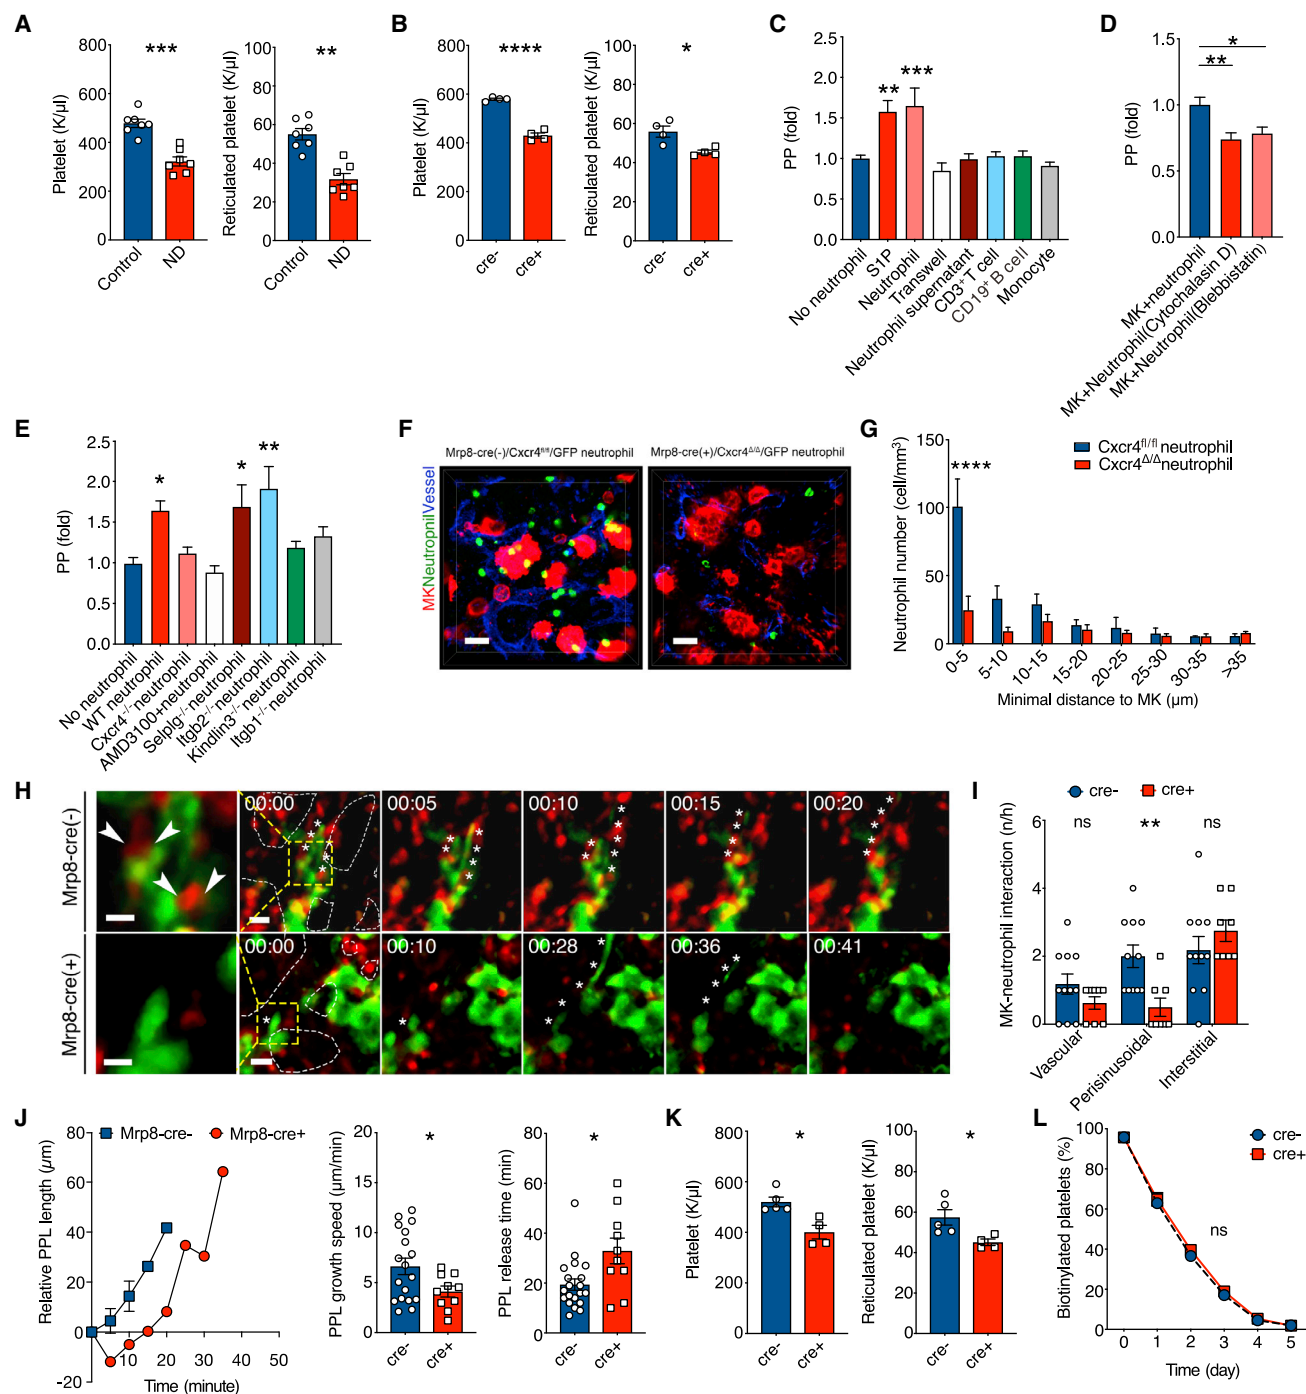 A
Platelet (K/µl)
800
600
400
200
0
***
Control
ND
Reticulated platelet (K/µl)
100
80
60
40
20
0
**
Control
ND
B
Platelet (K/µl)
800
600
400
200
0
****
cre-
cre+
Reticulated platelet (K/µl)
100
80
60
40
20
0
*
cre-
cre+
C
PP (fold)
2.5
2.0
1.5
1.0
0.5
0.0
**
***
No neutrophil
S1P
Neutrophil
Transwell
Neutrophil supernatant
CD3⁺ T cell
CD19⁺ B cell
Monocyte
D
PP (fold)
1.5
1.0
0.5
0.0
*
**
MK+neutrophil
MK+Neutrophil(Cytochalasin D)
MK+Neutrophil(Blebbistatin)
E
PP (fold)
2.5
2.0
1.5
1.0
0.5
0.0
*
*
**
No neutrophil
WT neutrophil
Cxcr4⁻/⁻ neutrophil
AMD3100+neutrophil
Selplg⁻/⁻ neutrophil
Itgb2⁻/⁻ neutrophil
Kindlin3⁻/⁻ neutrophil
Itgb1⁻/⁻ neutrophil
F
Mrp8-cre(-)/Cxcr4fl/fl/GFP neutrophil
Mrp8-cre(+)/Cxcr4Δ/Δ/GFP neutrophil
MKNeutrophilVessel
G
Neutrophil number (cell/mm³)
150
100
50
0
****
Cxcr4fl/fl neutrophil
Cxcr4Δ/Δ neutrophil
0-5
5-10
10-15
15-20
20-25
25-30
30-35
>35
Minimal distance to MK (µm)
H
Mrp8-cre(-)
00:00
00:05
00:10
00:15
00:20
Mrp8-cre(+)
00:00
00:10
00:28
00:36
00:41
I
cre-
cre+
MK-neutrophil interaction (n/h)
6
4
2
0
ns
**
ns
Vascular
Perisinusoidal
Interstitial
J
Mrp8-cre-
Mrp8-cre+
Relative PPL length (µm)
80
60
40
20
0
-20
10
20
30
40
50
Time (minute)
PPL growth speed (µm/min)
20
15
10
5
0
*
cre-
cre+
PPL release time (min)
80
60
40
20
0
*
cre-
cre+
K
Platelet (K/µl)
800
600
400
200
0
*
cre-
cre+
Reticulated platelet (K/µl)
100
80
60
40
20
0
*
cre-
cre+
L
Biotinylated platelets (%)
100
80
60
40
20
0
cre-
cre+
ns
0
1
2
3
4
5
Time (day)